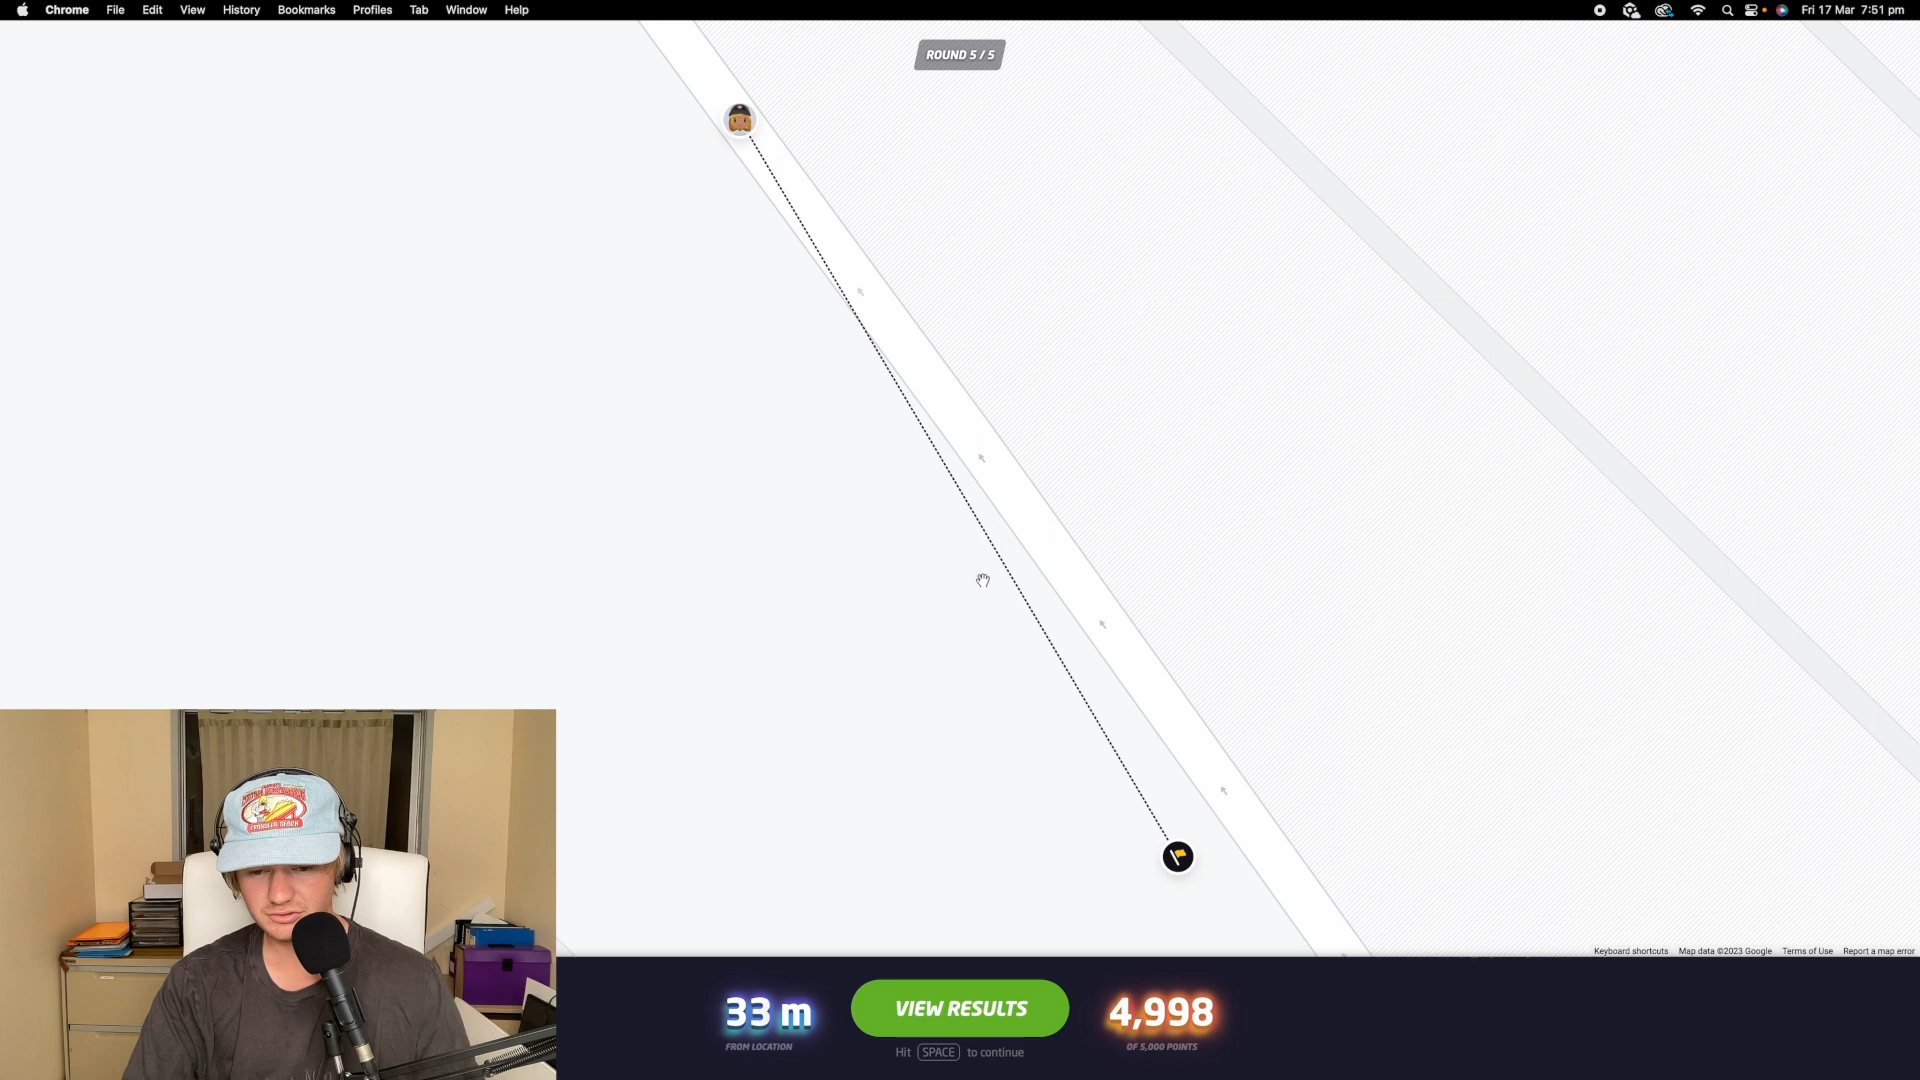 Chrome File Edit View History Bookmarks Profiles Tab Window Help
Fri 17 Mar 7:51 pm
ROUND 5 / 5
Keyboard shortcuts Map data ©2023 Google Terms of Use Report a map error
33 m
FROM LOCATION
VIEW RESULTS
Hit SPACE to continue
4,998
OF 5,000 POINTS